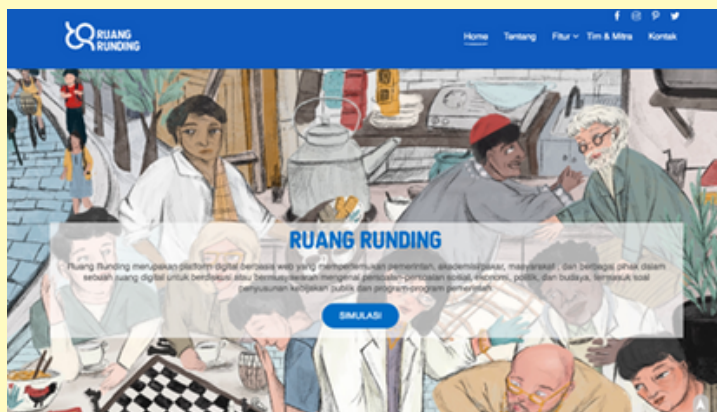 RUANG
RUNDING
Home Tentang Fitur Tim & Mitra Kontak
RUANG RUNDING
Ruang Runding merupakan platform digital berbasis web yang mempertemukan pemerintah, akademisi/pakar, masyarakat, dan berbagai pihak dalam
sebuah ruang digital untuk berdiskusi atau bermusyawarah mengenai persoalan-persoalan sosial, ekonomi, politik, dan budaya, termasuk soal
penyusunan kebijakan publik dan program-program pemerintah.
SIMULASI